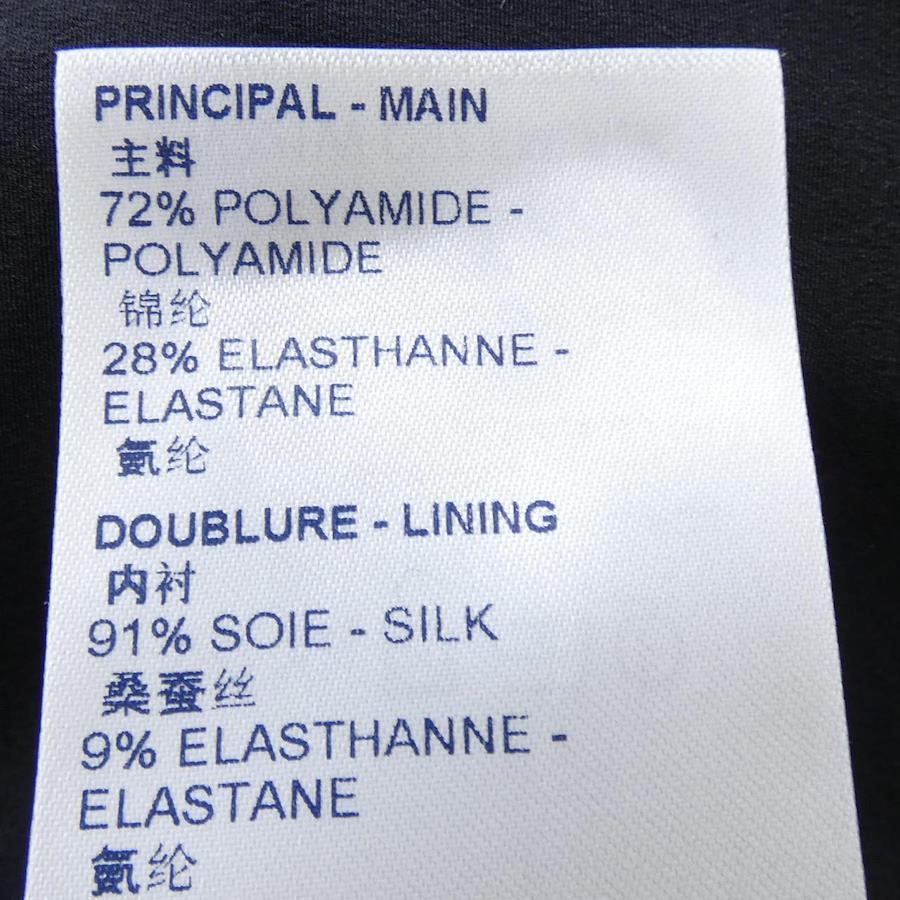 PRINCIPAL - MAIN
主料
72% POLYAMIDE -
POLYAMIDE
锦纶
28% ELASTHANNE -
ELASTANE
氨纶
DOUBLURE - LINING
内衬
91% SOIE - SILK
桑蚕丝
9% ELASTHANNE -
ELASTANE
氨纶